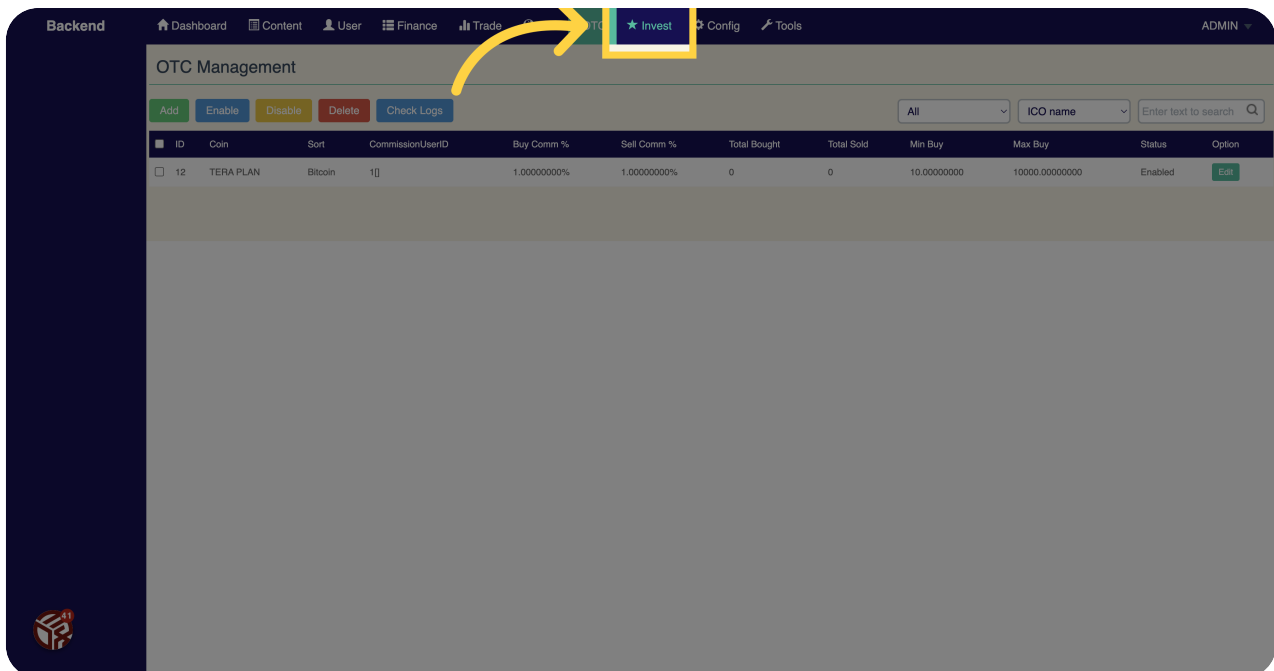 Backend Dashboard Content User Finance Trade OTC Invest Config Tools ADMIN
OTC Management
Add Enable Disable Delete Check Logs All ICO name Enter text to search
ID Coin Sort CommissionUserID Buy Comm % Sell Comm % Total Bought Total Sold Min Buy Max Buy Status Option
12 TERA PLAN Bitcoin 1[] 1.00000000% 1.00000000% 0 0 10.00000000 10000.00000000 Enabled Edit
41